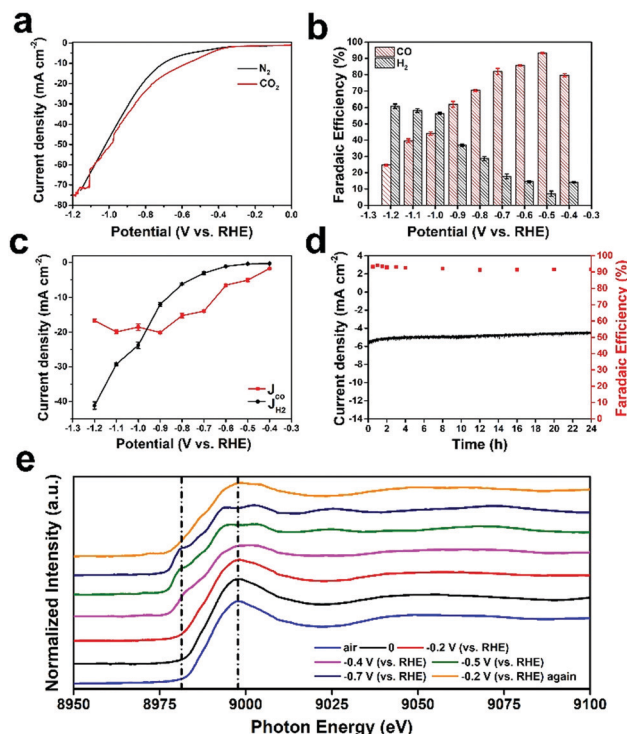 a
Current density (mA cm⁻²)
0
-10
-20
-30
-40
-50
-60
-70
-80
N₂
CO₂
-1.2 -1.0 -0.8 -0.6 -0.4 -0.2 0.0
Potential (V vs. RHE)
b
Faradaic Efficiency (%)
100
90
80
70
60
50
40
30
20
10
0
CO
H₂
-1.3 -1.2 -1.1 -1.0 -0.9 -0.8 -0.7 -0.6 -0.5 -0.4 -0.3
Potential (V vs. RHE)
c
Current density (mA cm⁻²)
0
-10
-20
-30
-40
J_CO
J_H2
-1.2 -1.1 -1.0 -0.9 -0.8 -0.7 -0.6 -0.5 -0.4
Potential (V vs. RHE)
d
Current density (mA cm⁻²)
4
2
0
-2
-4
-6
-8
-10
-12
-14
0 2 4 6 8 10 12 14 16 18 20 22 24
Time (h)
100
90
80
70
60
50
40
30
20
10
0
Faradaic Efficiency (%)
e
Normalized Intensity (a.u.)
air 0 -0.2 V (vs. RHE)
-0.4 V (vs. RHE) -0.5 V (vs. RHE)
-0.7 V (vs. RHE) -0.2 V (vs. RHE) again
8950 8975 9000 9025 9050 9075 9100
Photon Energy (eV)